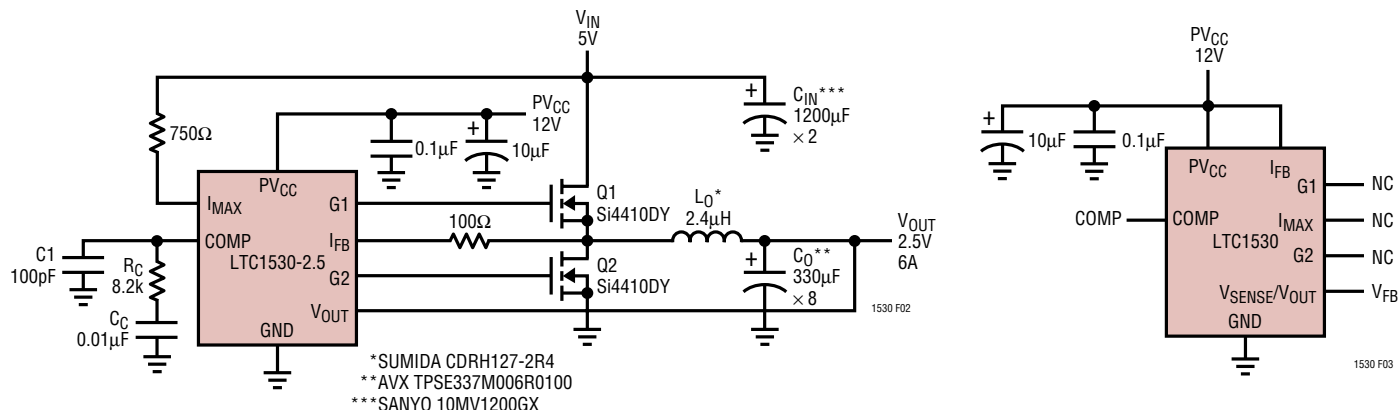 VIN
5V
750Ω
PVCC
12V
0.1µF
10µF
CIN***
1200µF
× 2
PVCC
IMAX
G1
Q1
Si4410DY
COMP
LTC1530-2.5
IFB
100Ω
LO*
2.4µH
VOUT
2.5V
6A
C1
100pF
RC
8.2k
G2
Q2
Si4410DY
CO**
330µF
× 8
CC
0.01µF
VOUT
GND
1530 F02
*SUMIDA CDRH127-2R4
**AVX TPSE337M006R0100
***SANYO 10MV1200GX
PVCC
12V
10µF
0.1µF
PVCC
IFB
G1
NC
COMP
COMP
IMAX
NC
LTC1530
G2
NC
VSENSE/VOUT
VFB
GND
1530 F03